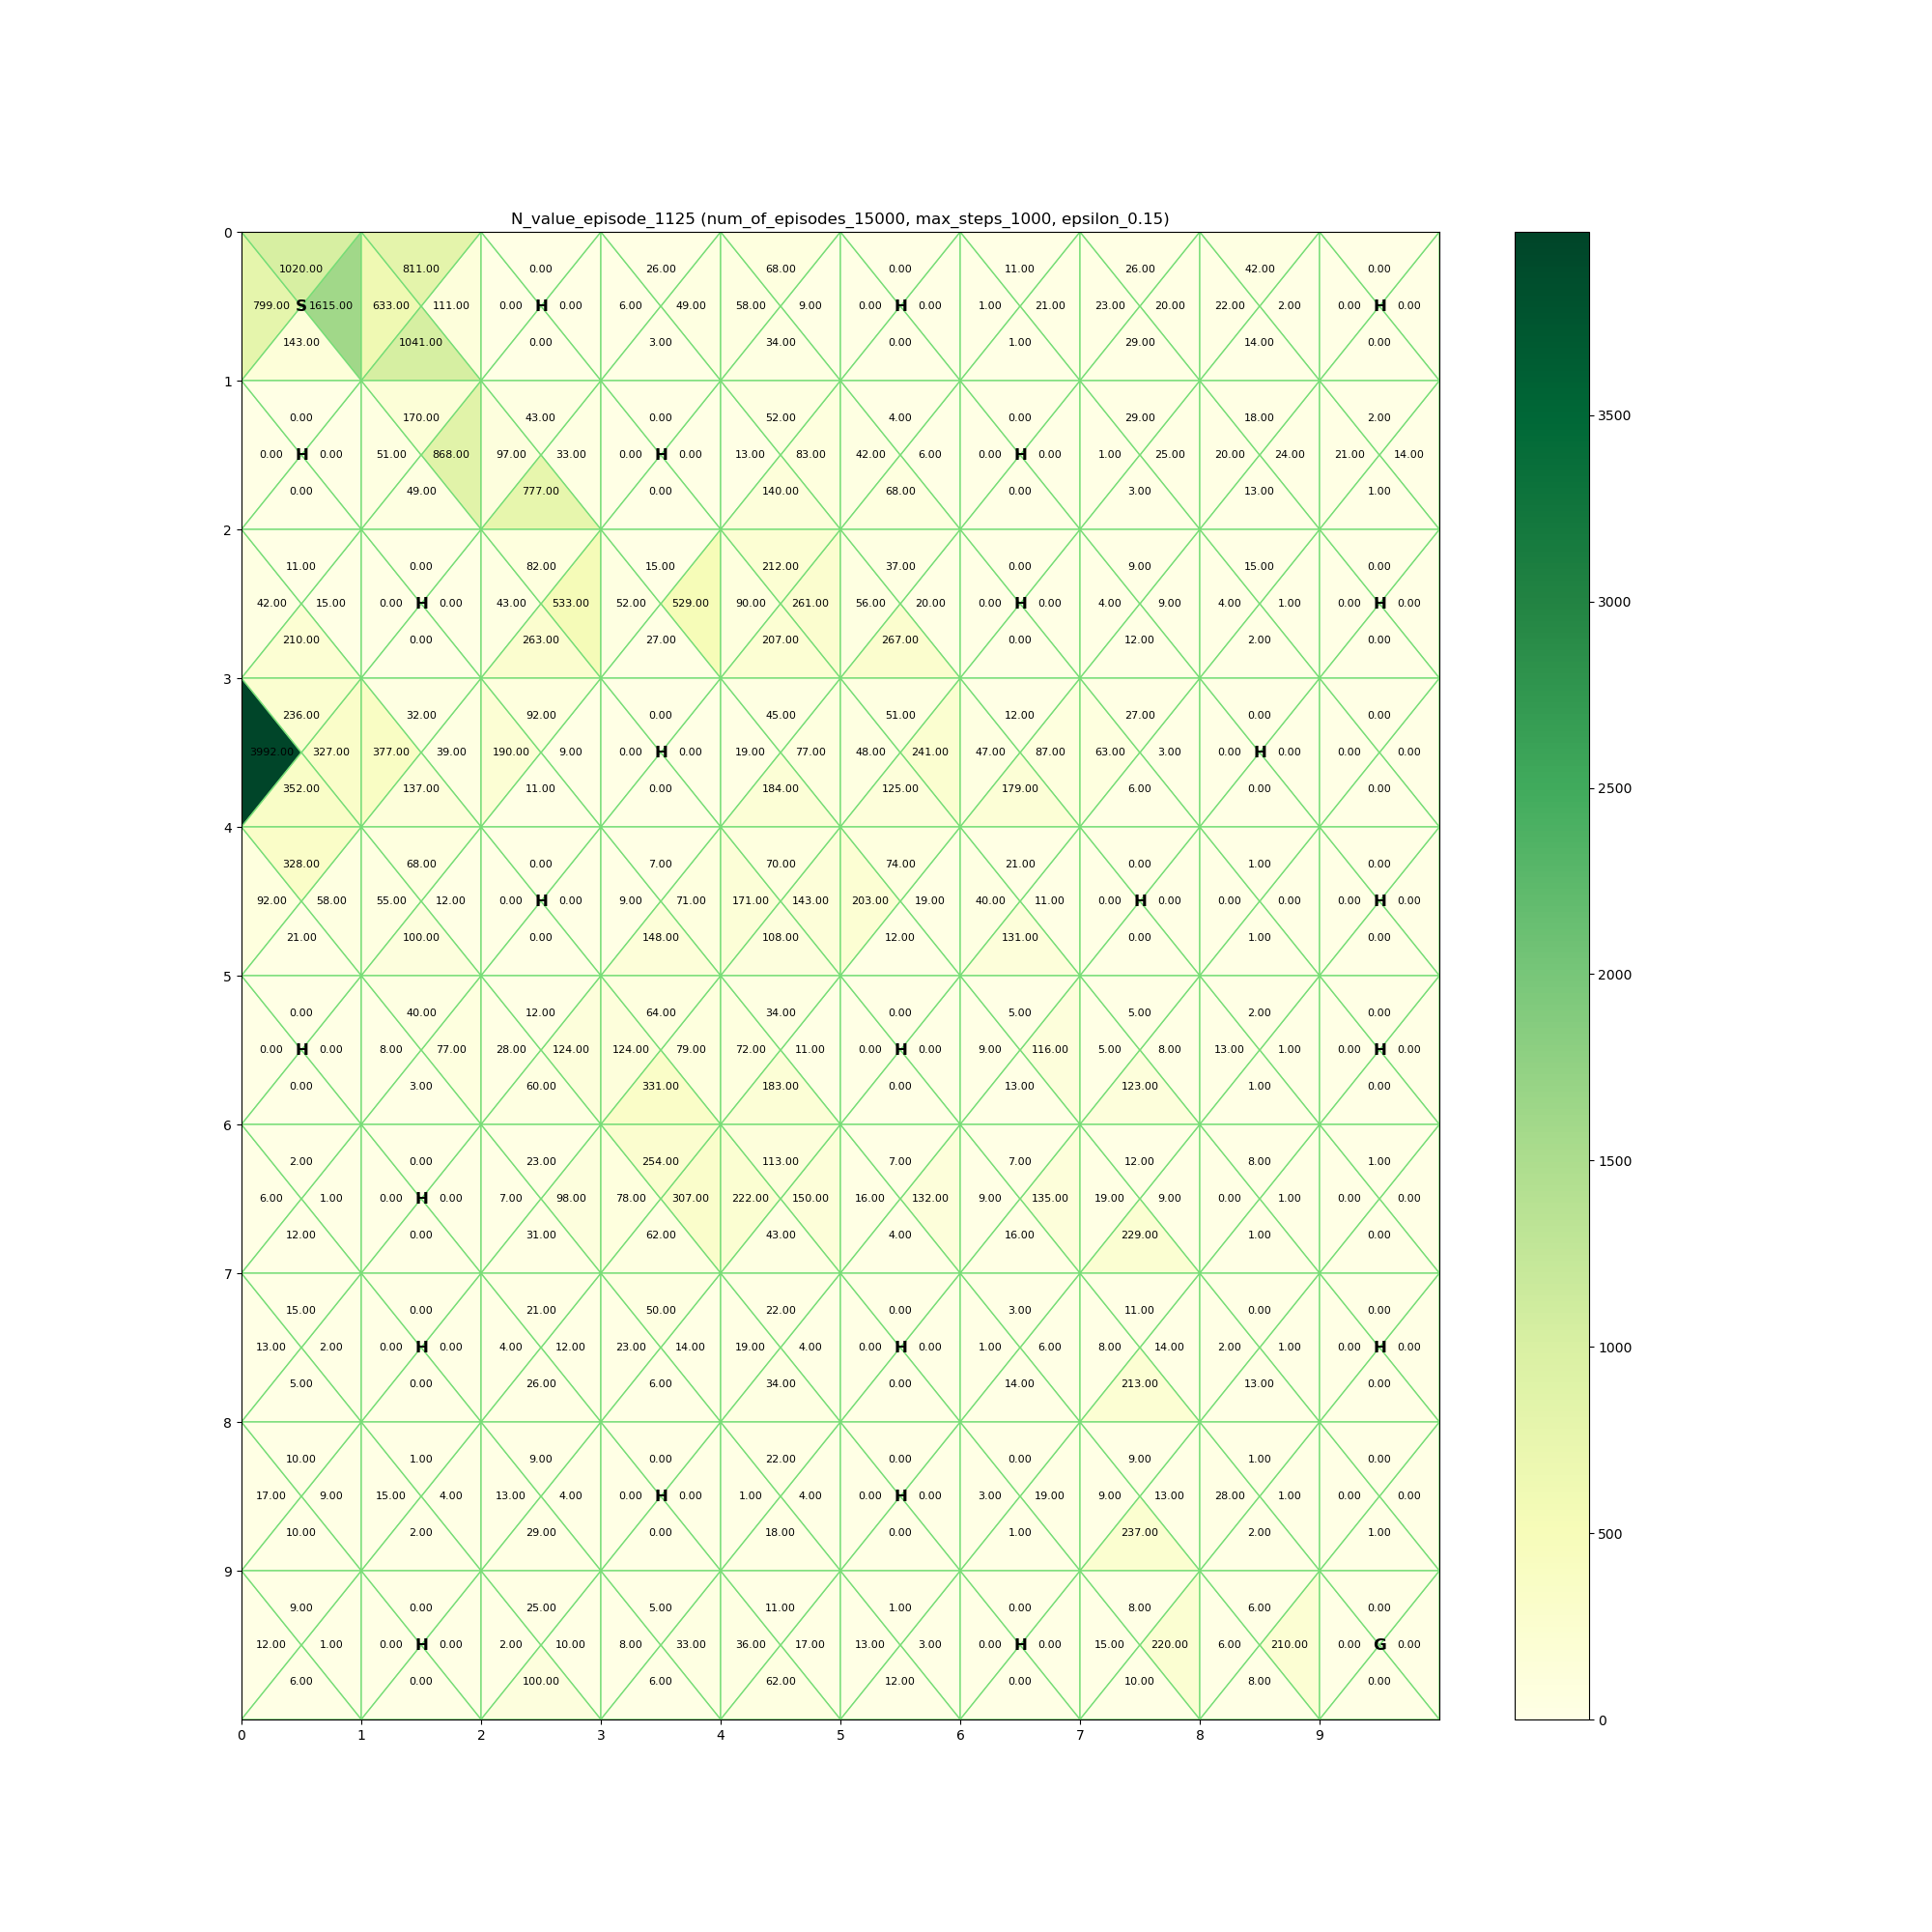 N_value_episode_1125 (num_of_episodes_15000, max_steps_1000, epsilon_0.15)
0
1020.00 811.00 0.00 26.00 68.00 0.00 11.00 26.00 42.00 0.00
799.00 S 1615.00 633.00 111.00 0.00 H 0.00 6.00 49.00 58.00 9.00 0.00 H 0.00 1.00 21.00 23.00 20.00 22.00 2.00 0.00 H 0.00
143.00 1041.00 0.00 3.00 34.00 0.00 1.00 29.00 14.00 0.00
1
0.00 170.00 43.00 0.00 52.00 4.00 0.00 29.00 18.00 2.00
0.00 H 0.00 51.00 868.00 97.00 33.00 0.00 H 0.00 13.00 83.00 42.00 6.00 0.00 H 0.00 1.00 25.00 20.00 24.00 21.00 14.00
0.00 49.00 777.00 0.00 140.00 68.00 0.00 3.00 13.00 1.00
2
11.00 0.00 82.00 15.00 212.00 37.00 0.00 9.00 15.00 0.00
42.00 15.00 0.00 H 0.00 43.00 533.00 52.00 529.00 90.00 261.00 56.00 20.00 0.00 H 0.00 4.00 9.00 4.00 1.00 0.00 H 0.00
210.00 0.00 263.00 27.00 207.00 267.00 0.00 12.00 2.00 0.00
3
236.00 32.00 92.00 0.00 45.00 51.00 12.00 27.00 0.00 0.00
3992.00 327.00 377.00 39.00 190.00 9.00 0.00 H 0.00 19.00 77.00 48.00 241.00 47.00 87.00 63.00 3.00 0.00 H 0.00 0.00 0.00
352.00 137.00 11.00 0.00 184.00 125.00 179.00 6.00 0.00 0.00
4
328.00 68.00 0.00 7.00 70.00 74.00 21.00 0.00 1.00 0.00
92.00 58.00 55.00 12.00 0.00 H 0.00 9.00 71.00 171.00 143.00 203.00 19.00 40.00 11.00 0.00 H 0.00 0.00 0.00 0.00 H 0.00
21.00 100.00 0.00 148.00 108.00 12.00 131.00 0.00 1.00 0.00
5
0.00 40.00 12.00 64.00 34.00 0.00 5.00 5.00 2.00 0.00
0.00 H 0.00 8.00 77.00 28.00 124.00 124.00 79.00 72.00 11.00 0.00 H 0.00 9.00 116.00 5.00 8.00 13.00 1.00 0.00 H 0.00
0.00 3.00 60.00 331.00 183.00 0.00 13.00 123.00 1.00 0.00
6
2.00 0.00 23.00 254.00 113.00 7.00 7.00 12.00 8.00 1.00
6.00 1.00 0.00 H 0.00 7.00 98.00 78.00 307.00 222.00 150.00 16.00 132.00 9.00 135.00 19.00 9.00 0.00 1.00 0.00 0.00
12.00 0.00 31.00 62.00 43.00 4.00 16.00 229.00 1.00 0.00
7
15.00 0.00 21.00 50.00 22.00 0.00 3.00 11.00 0.00 0.00
13.00 2.00 0.00 H 0.00 4.00 12.00 23.00 14.00 19.00 4.00 0.00 H 0.00 1.00 6.00 8.00 14.00 2.00 1.00 0.00 H 0.00
5.00 0.00 26.00 6.00 34.00 0.00 14.00 213.00 13.00 0.00
8
10.00 1.00 9.00 0.00 22.00 0.00 0.00 9.00 1.00 0.00
17.00 9.00 15.00 4.00 13.00 4.00 0.00 H 0.00 1.00 4.00 0.00 H 0.00 3.00 19.00 9.00 13.00 28.00 1.00 0.00 0.00
10.00 2.00 29.00 0.00 18.00 0.00 1.00 237.00 2.00 1.00
9
9.00 0.00 25.00 5.00 11.00 1.00 0.00 8.00 6.00 0.00
12.00 1.00 0.00 H 0.00 2.00 10.00 8.00 33.00 36.00 17.00 13.00 3.00 0.00 H 0.00 15.00 220.00 6.00 210.00 0.00 G 0.00
6.00 0.00 100.00 6.00 62.00 12.00 0.00 10.00 8.00 0.00
0 1 2 3 4 5 6 7 8 9
3500
3000
2500
2000
1500
1000
500
0